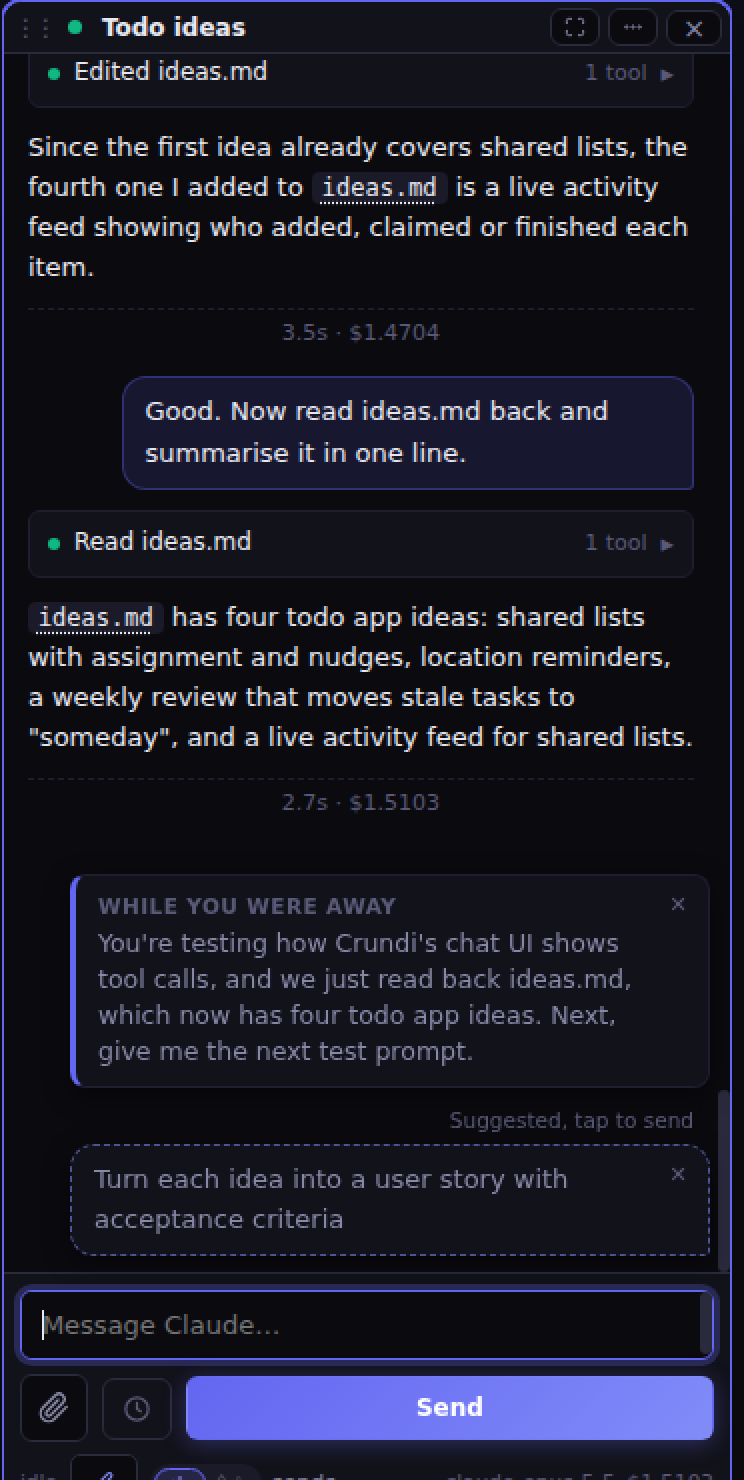 Todo ideas
Edited ideas.md
1 tool ▶
Since the first idea already covers shared lists, the
fourth one I added to ideas.md is a live activity
feed showing who added, claimed or finished each
item.
3.5s · $1.4704
Good. Now read ideas.md back and
summarise it in one line.
Read ideas.md
1 tool ▶
ideas.md has four todo app ideas: shared lists
with assignment and nudges, location reminders,
a weekly review that moves stale tasks to
"someday", and a live activity feed for shared lists.
2.7s · $1.5103
WHILE YOU WERE AWAY
You're testing how Crundi's chat UI shows
tool calls, and we just read back ideas.md,
which now has four todo app ideas. Next,
give me the next test prompt.
Suggested, tap to send
Turn each idea into a user story with
acceptance criteria
Message Claude...
Send